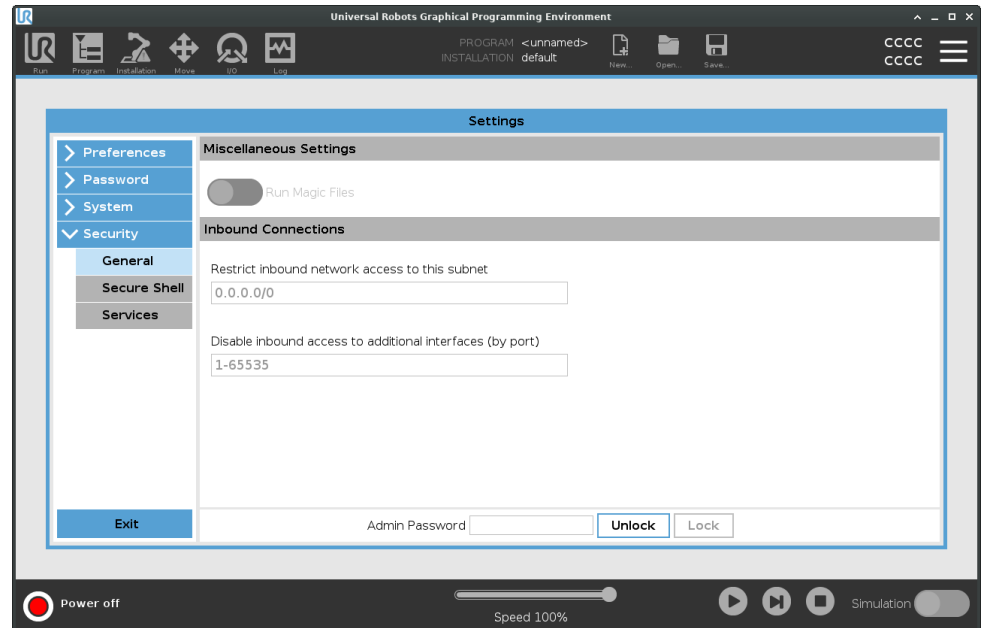 UR
Universal Robots Graphical Programming Environment
UR
Run
Program
Installation
Move
I/O
Log
PROGRAM <unnamed>
INSTALLATION default
New...
Open...
Save...
CCCC
CCCC
Settings
Preferences
Password
System
Security
General
Secure Shell
Services
Exit
Miscellaneous Settings
Run Magic Files
Inbound Connections
Restrict inbound network access to this subnet
0.0.0.0/0
Disable inbound access to additional interfaces (by port)
1-65535
Admin Password
Unlock
Lock
Power off
Speed 100%
Simulation